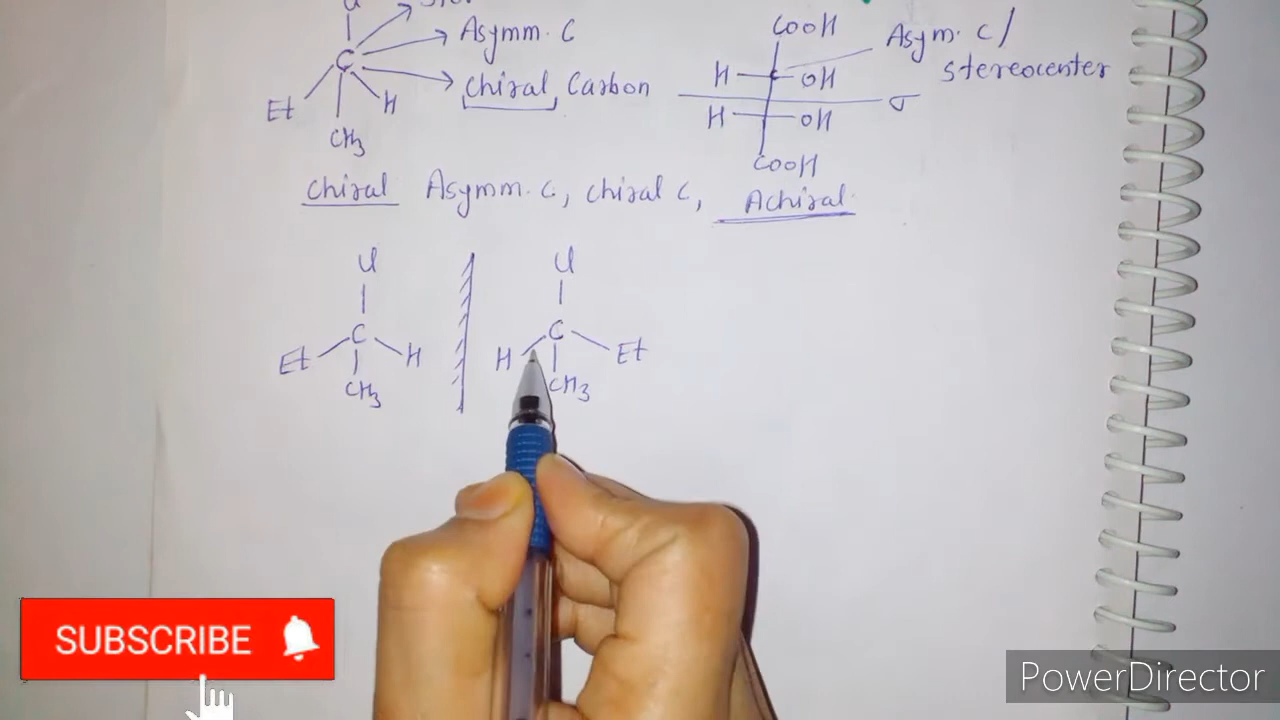 Asymm. C
Chiral Carbon
Et
H
CH3
COOH
H OH
σ
H OH
COOH
Asym. C/
stereocenter
Chiral Asymm. C, chiral C, Achiral.
Cl
C
Et H
CH3
Cl
C
H Et
CH3
SUBSCRIBE
PowerDirector